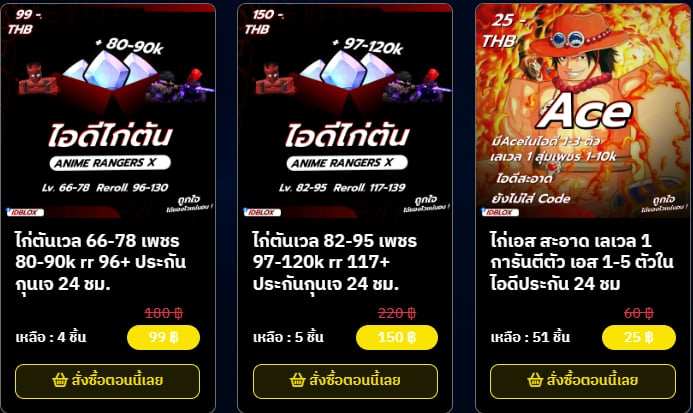 99 -.
THB
+ 80-90k
ไอดีไก่ตัน
ANIME RANGERS X
Lv. 66-78 Reroll. 96-130
ถูกใจ
IDBLOX
ไก่ตันเวล 66-78 เพชร
80-90k rr 96+ ประกัน
กุนเจ 24 ชม.
180 ฿
เหลือ : 4 ชิ้น
99 ฿
สั่งซื้อตอนนี้เลย
150 -.
THB
+ 97-120k
ไอดีไก่ตัน
ANIME RANGERS X
Lv. 82-95 Reroll. 117-139
ถูกใจ
IDBLOX
ไก่ตันเวล 82-95 เพชร
97-120k rr 117+
ประกันกุนเจ 24 ชม.
220 ฿
เหลือ : 5 ชิ้น
150 ฿
สั่งซื้อตอนนี้เลย
25 -.
THB
Ace
มีAceในไอดี 1-3 ตัว
เลเวล 1 สุ่มเพชร 1-10k
ไอดีสะอาด
ยังไม่ใส่ Code
ถูกใจ
IDBLOX
ไก่เอส สะอาด เลเวล 1
การันตีตัว เอส 1-5 ตัวใน
ไอดีประกัน 24 ชม
60 ฿
เหลือ : 51 ชิ้น
25 ฿
สั่งซื้อตอนนี้เลย